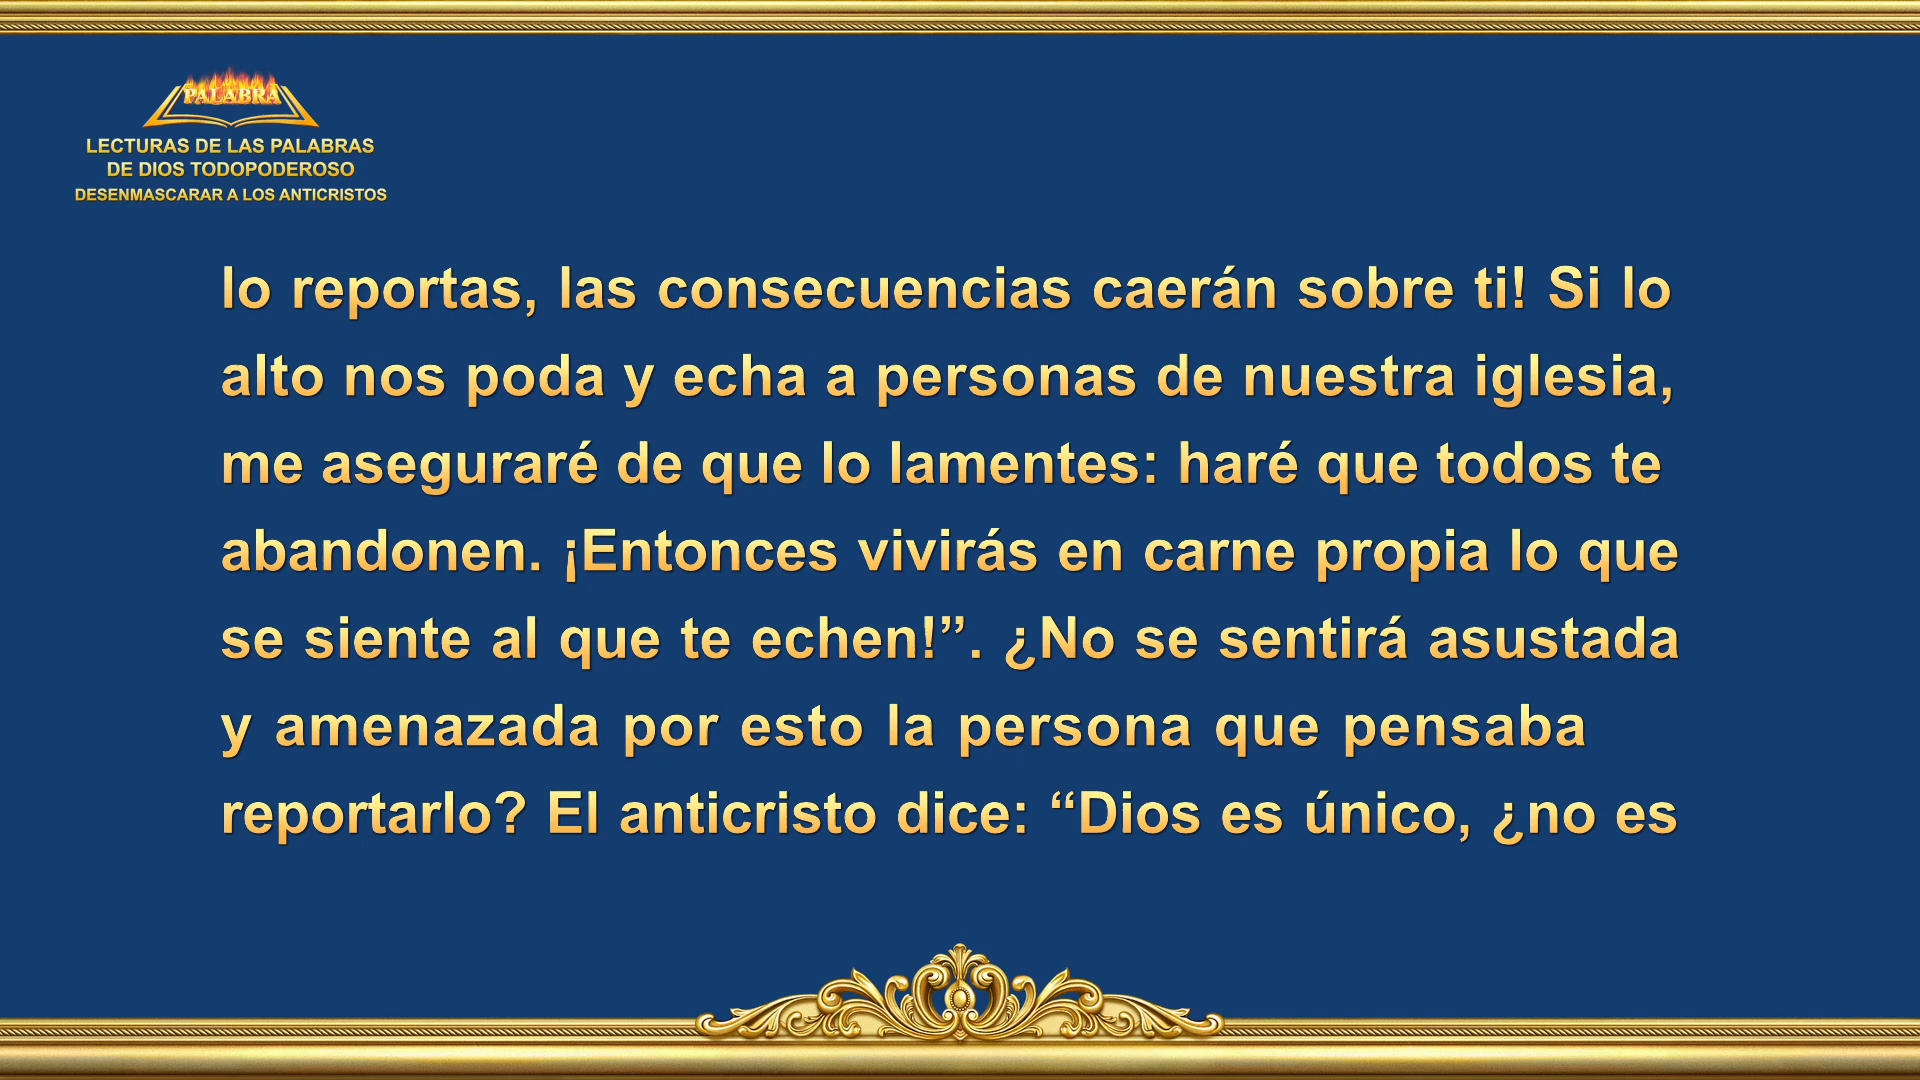 PALABRA
LECTURAS DE LAS PALABRAS
DE DIOS TODOPODEROSO
DESENMASCARAR A LOS ANTICRISTOS
lo reportas, las consecuencias caerán sobre ti! Si lo
alto nos poda y echa a personas de nuestra iglesia,
me aseguraré de que lo lamentes: haré que todos te
abandonen. ¡Entonces vivirás en carne propia lo que
se siente al que te echen!”. ¿No se sentirá asustada
y amenazada por esto la persona que pensaba
reportarlo? El anticristo dice: “Dios es único, ¿no es